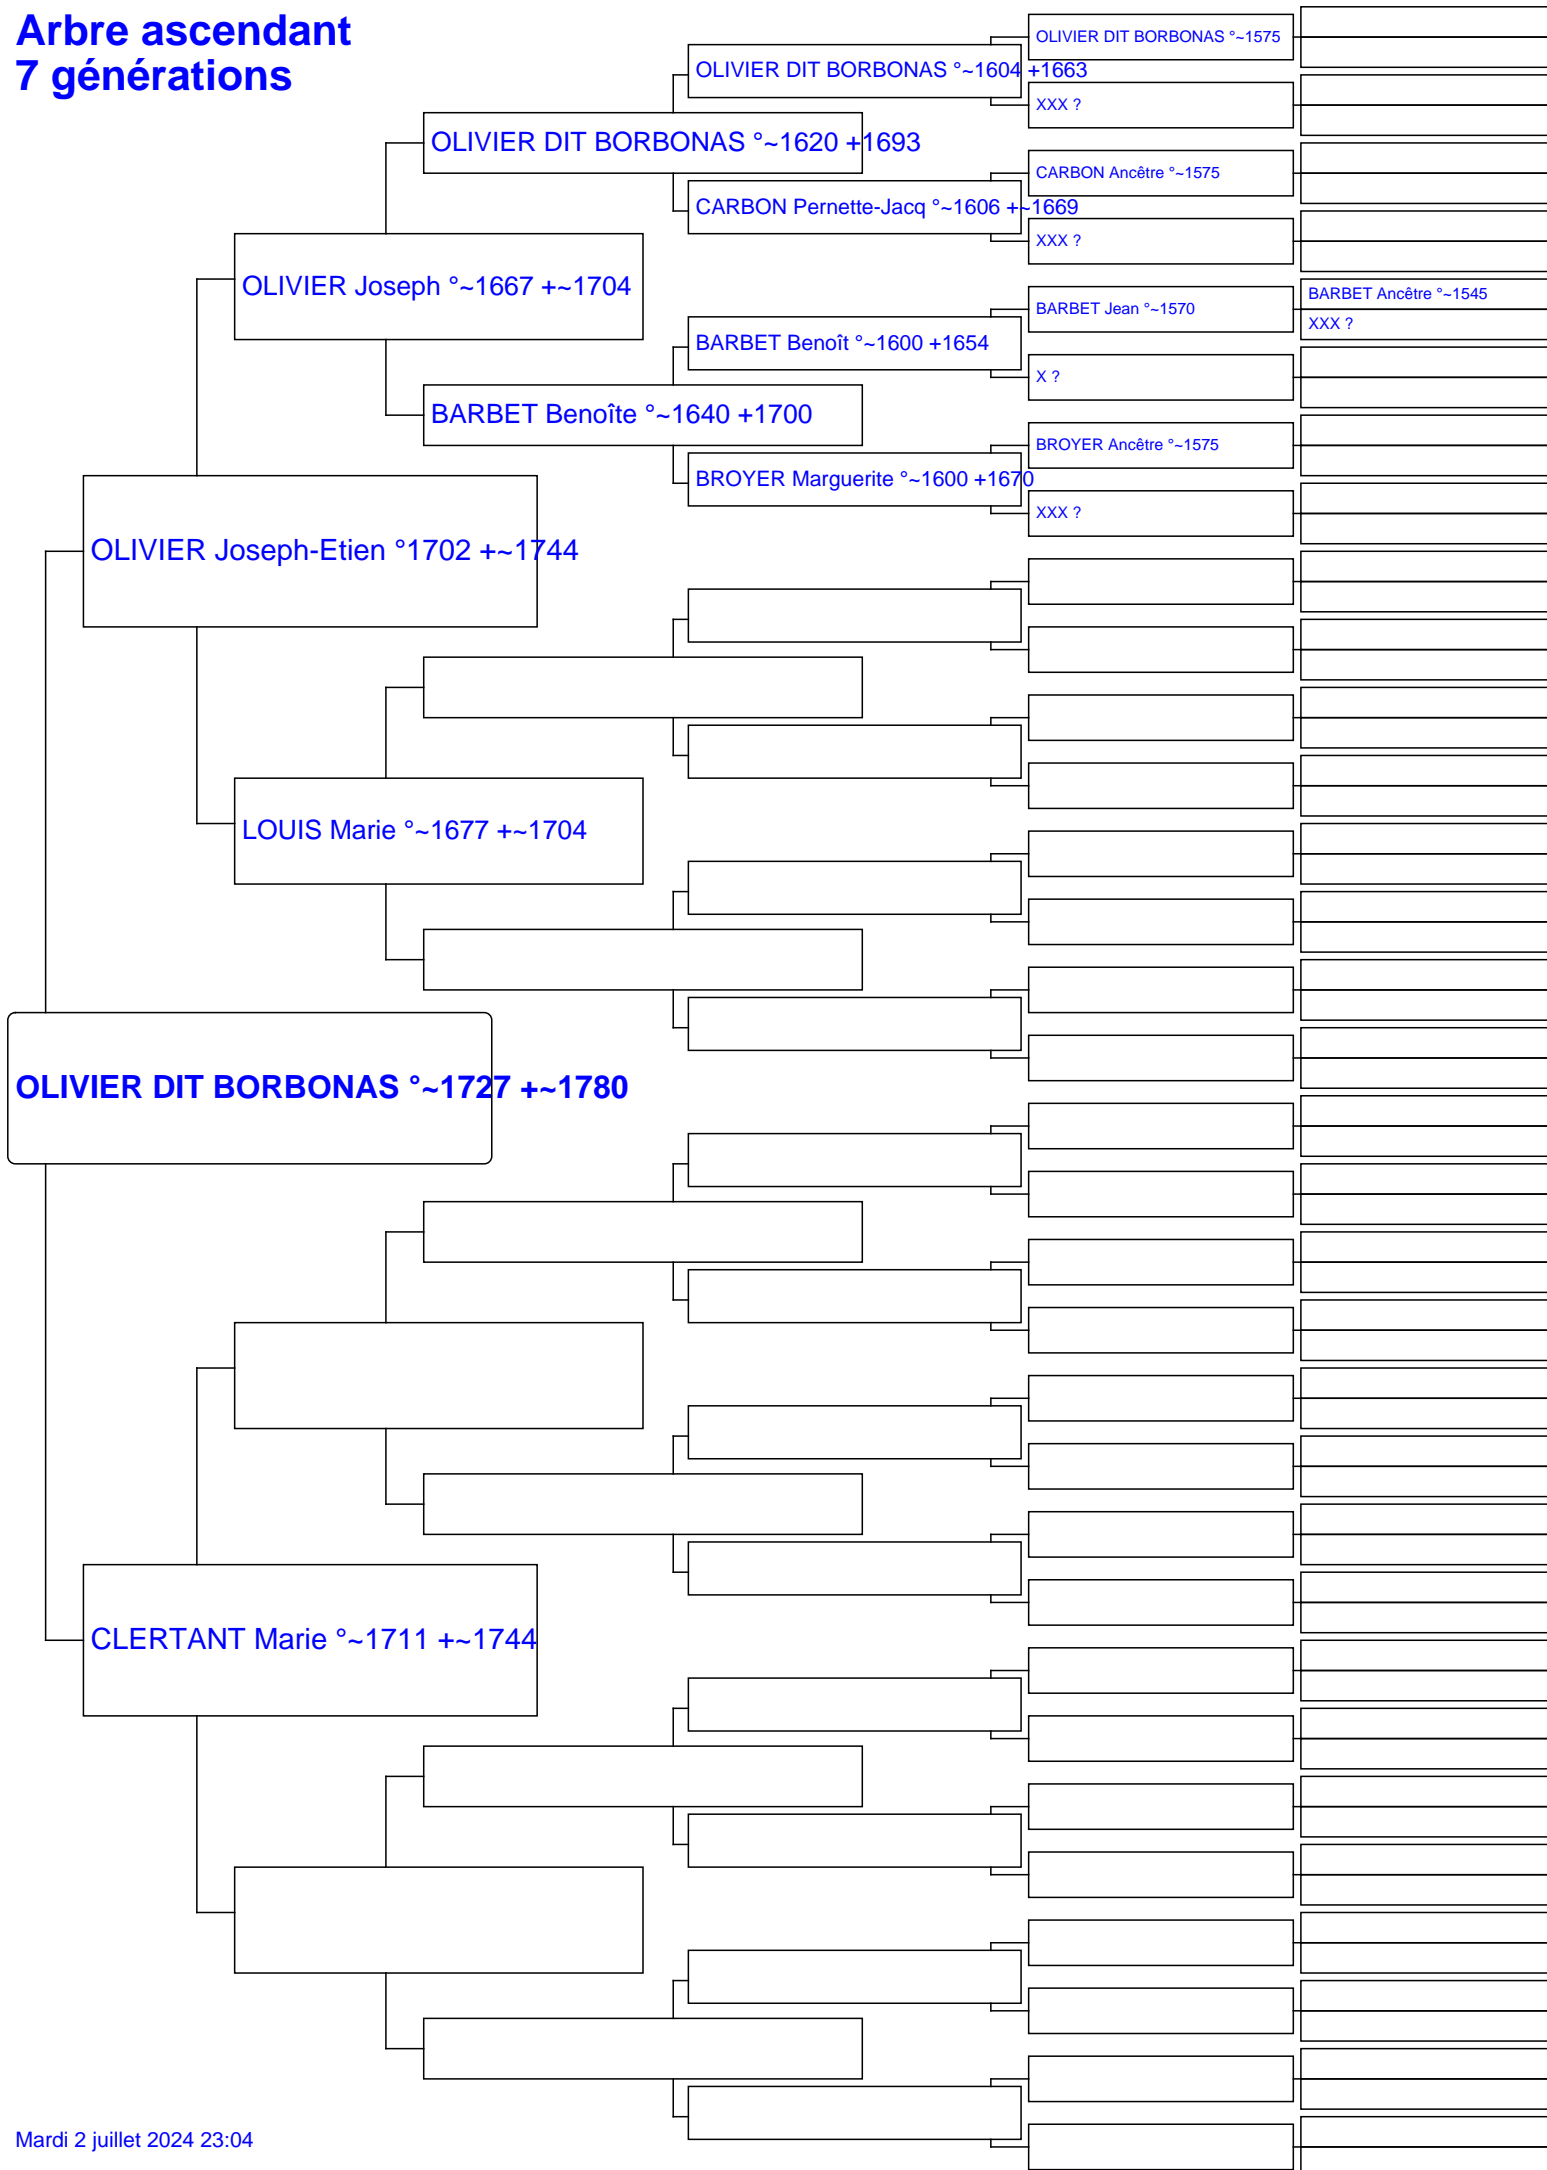 Arbre ascendant
7 générations
OLIVIER DIT BORBONAS °~1575
OLIVIER DIT BORBONAS °~1604 +1663
XXX ?
OLIVIER DIT BORBONAS °~1620 +1693
CARBON Ancêtre °~1575
CARBON Pernette-Jacq °~1606 +~1669
XXX ?
OLIVIER Joseph °~1667 +~1704
BARBET Ancêtre °~1545
BARBET Jean °~1570
XXX ?
BARBET Benoît °~1600 +1654
X ?
BARBET Benoîte °~1640 +1700
BROYER Ancêtre °~1575
BROYER Marguerite °~1600 +1670
XXX ?
OLIVIER Joseph-Etien °1702 +~1744
LOUIS Marie °~1677 +~1704
OLIVIER DIT BORBONAS °~1727 +~1780
CLERTANT Marie °~1711 +~1744
Mardi 2 juillet 2024 23:04